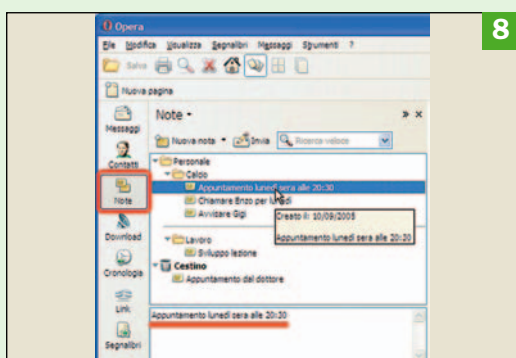 8
Opera
File Modifica Visualizza Segnalibri Messaggi Strumenti ?
Salva
Nuova pagina
Messaggi
Contatti
Note
Download
Cronologia
Link
Segnalibri
Note
Nuova nota Invia Ricerca veloce
Personale
Calcio
Appuntamento lunedì sera alle 20:30
Chiamare Enzo per lunedì
Avvisare Gigi
Creato il: 10/09/2005
Appuntamento lunedì sera alle 20:30
Lavoro
Sviluppo lezione
Cestino
Appuntamento dal dottore
Appuntamento lunedì sera alle 20:30